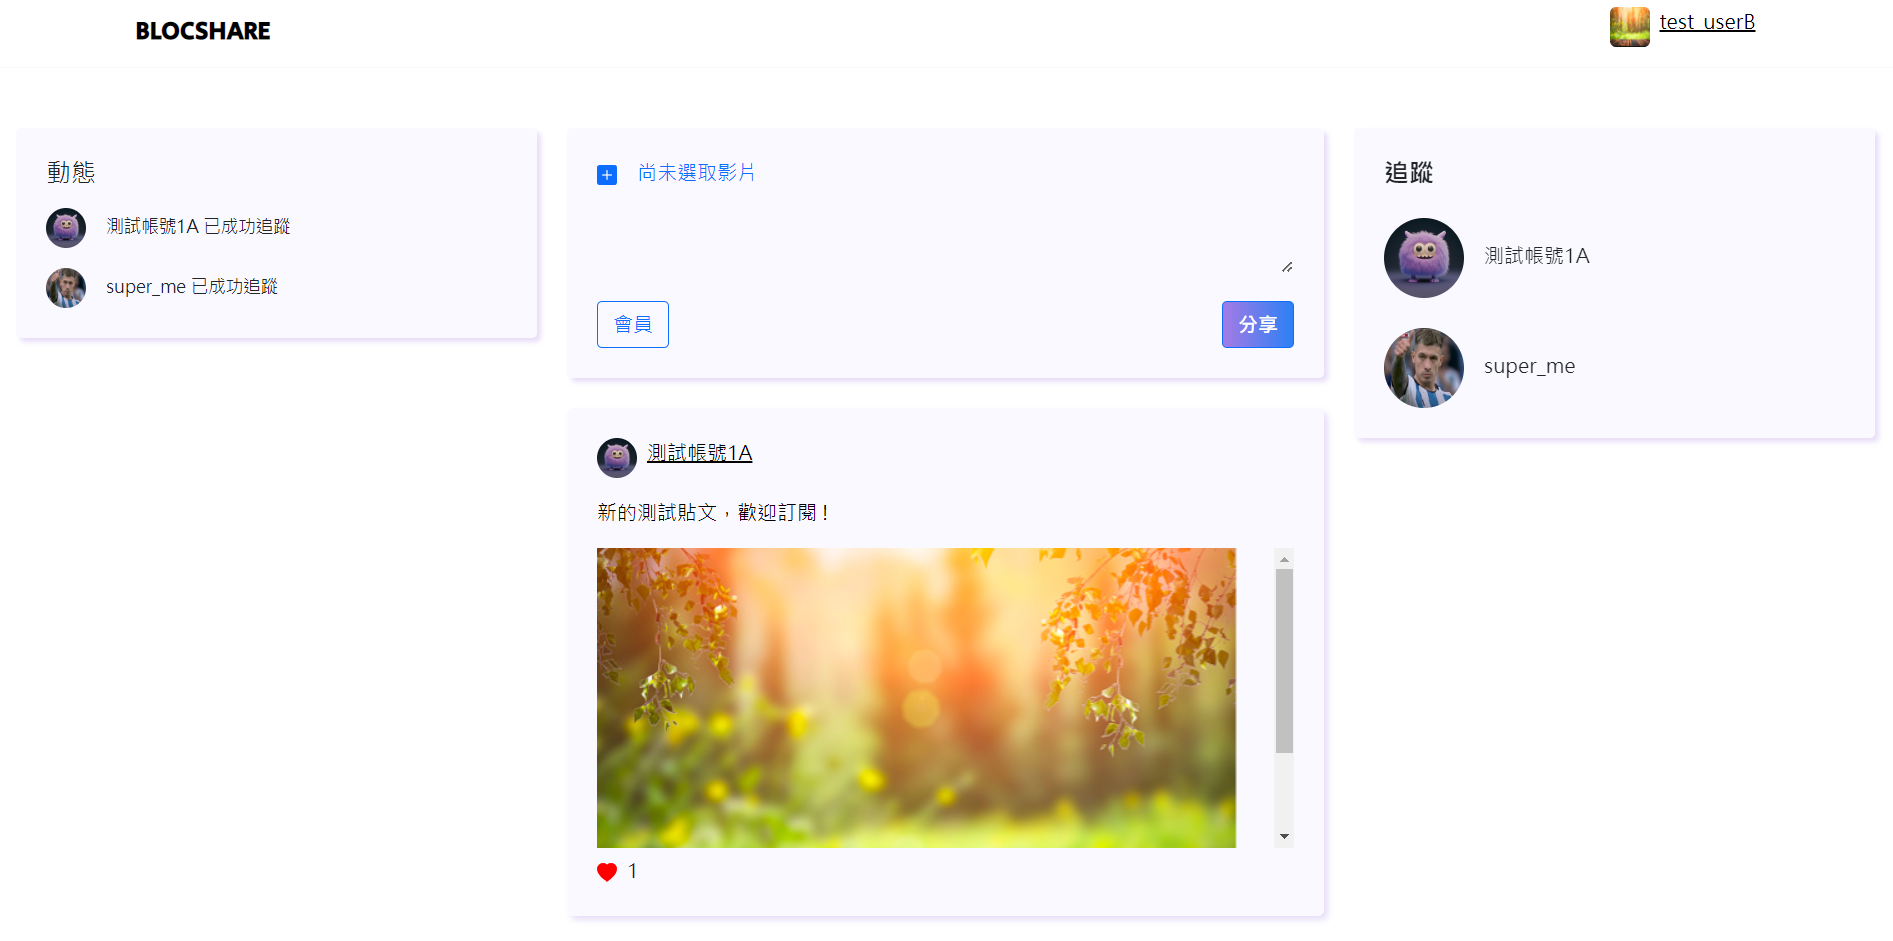 BLOCSHARE
test_userB
動態
測試帳號1A 已成功追蹤
super_me 已成功追蹤
尚未選取影片
會員
分享
測試帳號1A
新的測試貼文，歡迎訂閱！
1
追蹤
測試帳號1A
super_me